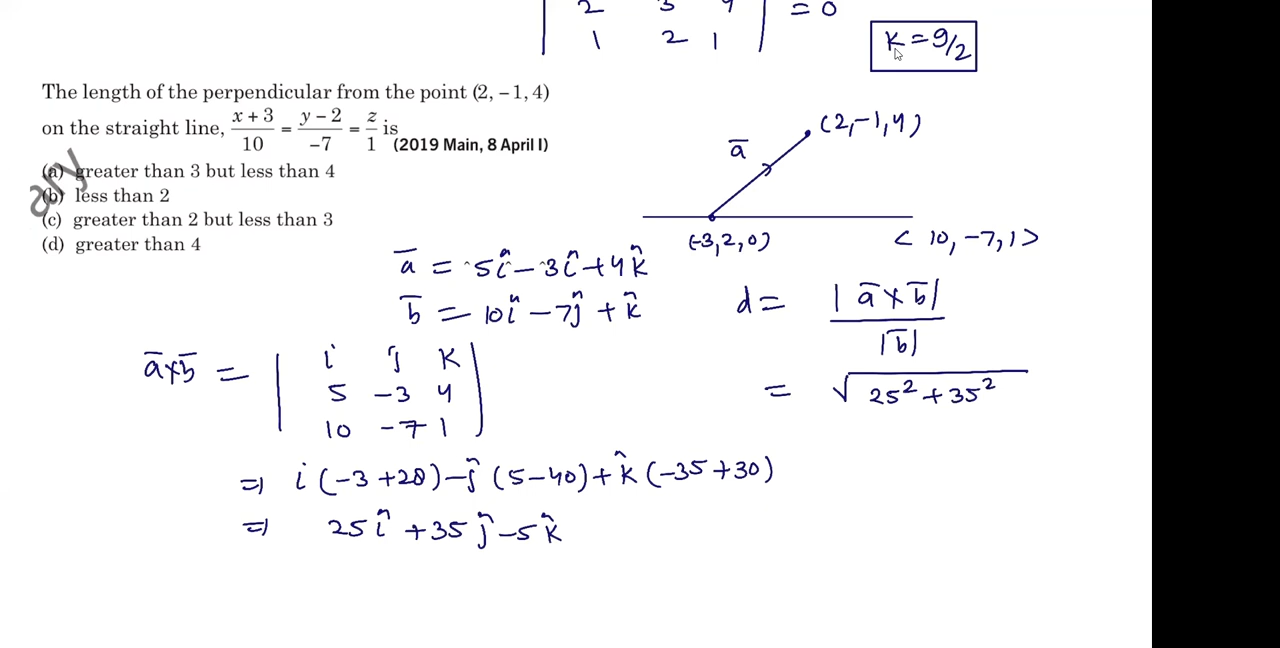 2 3 4 = 0
1 2 1
k = 9/2
The length of the perpendicular from the point (2, −1, 4)
on the straight line, (x + 3)/10 = (y − 2)/−7 = z/1 is
(2019 Main, 8 April I)
(a) greater than 3 but less than 4
(b) less than 2
(c) greater than 2 but less than 3
(d) greater than 4
ary
(2, -1, 4)
a̅
(-3, 2, 0) < 10, -7, 1 >
a̅ = 5î - 3î + 4k̂
b̅ = 10î - 7ĵ + k̂
d = |a̅ × b̅| / |b̅|
a̅×b̅ = | i j k |
5 -3 4
10 -7 1
= √25² + 35²
⇒ i (-3 + 28) - ĵ (5 - 40) + k̂ (-35 + 30)
⇒ 25î + 35ĵ - 5k̂